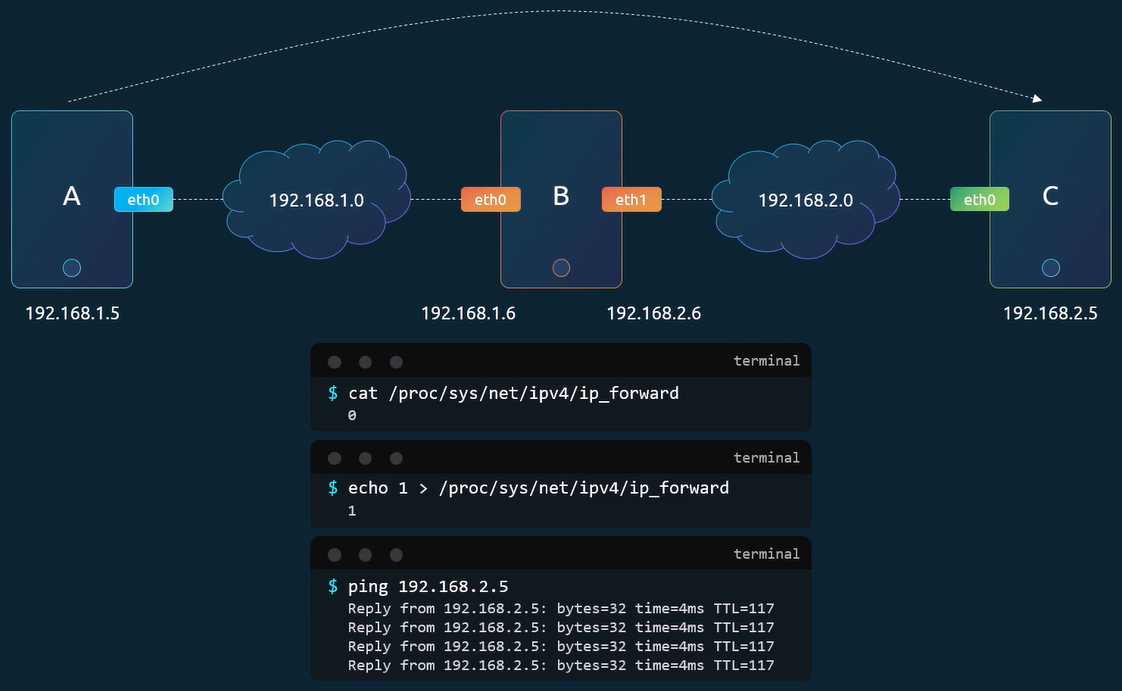 A
eth0
192.168.1.0
eth0
B
eth1
192.168.2.0
eth0
C
192.168.1.5
192.168.1.6
192.168.2.6
192.168.2.5
terminal
$ cat /proc/sys/net/ipv4/ip_forward
0
terminal
$ echo 1 > /proc/sys/net/ipv4/ip_forward
1
terminal
$ ping 192.168.2.5
Reply from 192.168.2.5: bytes=32 time=4ms TTL=117
Reply from 192.168.2.5: bytes=32 time=4ms TTL=117
Reply from 192.168.2.5: bytes=32 time=4ms TTL=117
Reply from 192.168.2.5: bytes=32 time=4ms TTL=117